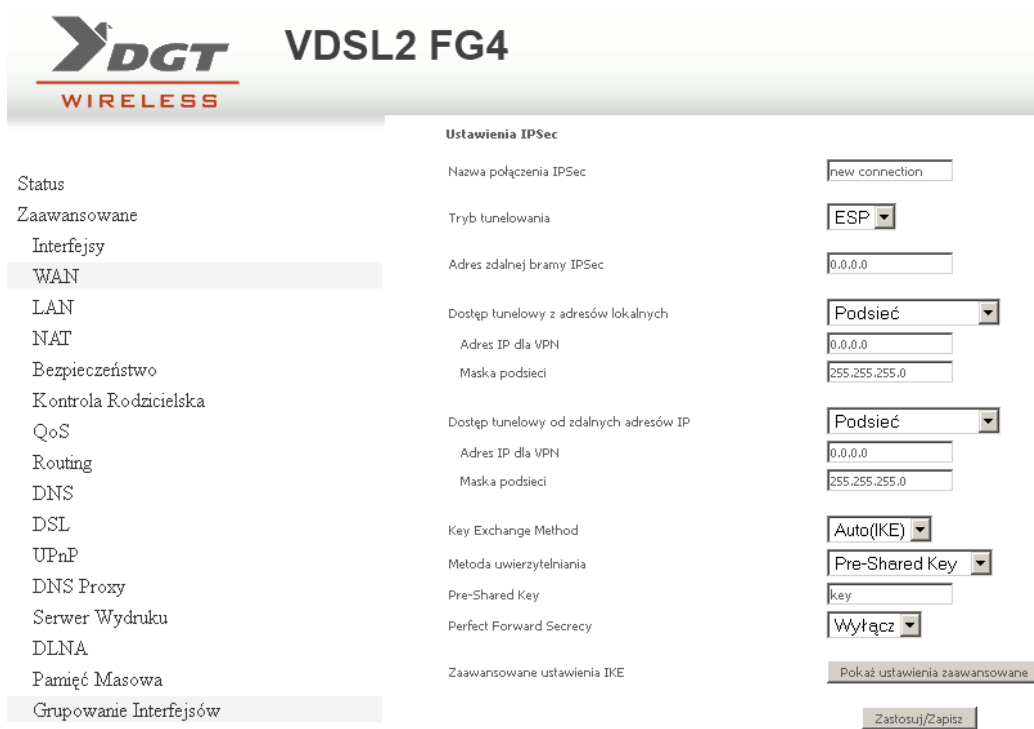 DGT
WIRELESS
VDSL2 FG4
Status
Zaawansowane
Interfejsy
WAN
LAN
NAT
Bezpieczeństwo
Kontrola Rodzicielska
QoS
Routing
DNS
DSL
UPnP
DNS Proxy
Serwer Wydruku
DLNA
Pamięć Masowa
Grupowanie Interfejsów
Ustawienia IPSec
Nazwa połączenia IPSec new connection
Tryb tunelowania ESP
Adres zdalnej bramy IPSec 0.0.0.0
Dostęp tunelowy z adresów lokalnych Podsieć
Adres IP dla VPN 0.0.0.0
Maska podsieci 255.255.255.0
Dostęp tunelowy od zdalnych adresów IP Podsieć
Adres IP dla VPN 0.0.0.0
Maska podsieci 255.255.255.0
Key Exchange Method Auto(IKE)
Metoda uwierzytelniania Pre-Shared Key
Pre-Shared Key key
Perfect Forward Secrecy Wyłącz
Zaawansowane ustawienia IKE Pokaż ustawienia zaawansowane
Zastosuj/Zapisz